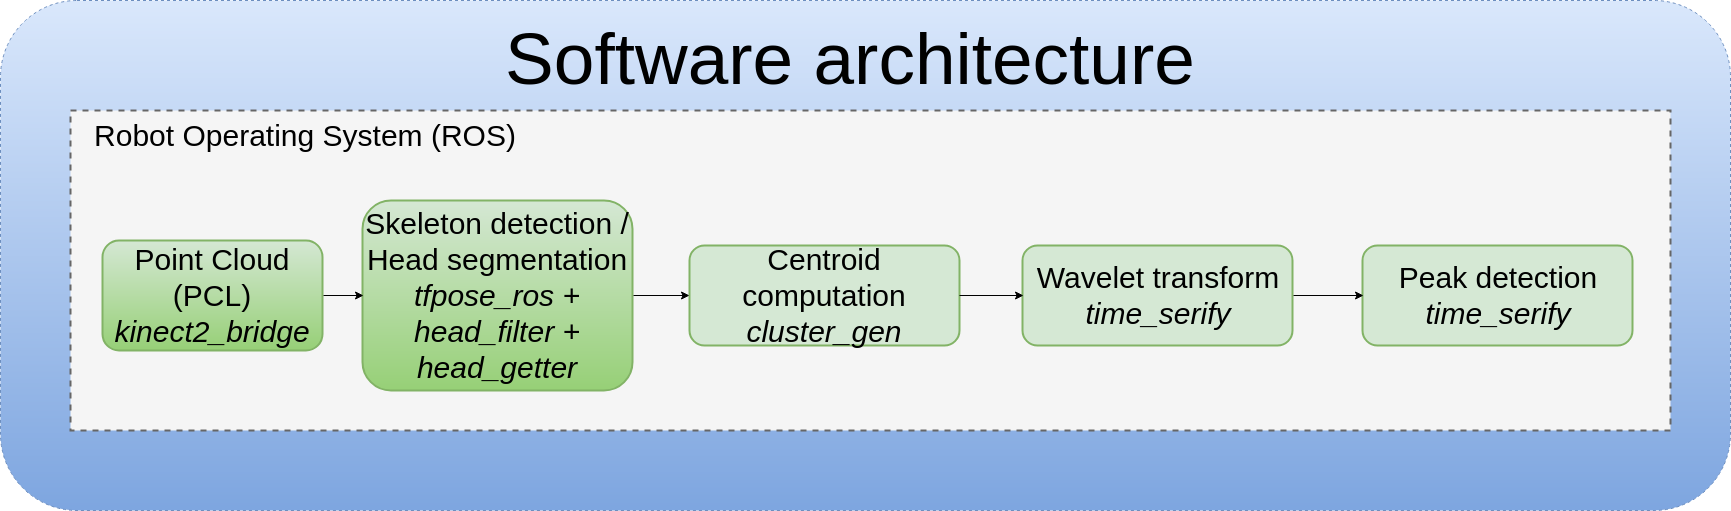 Software architecture
Robot Operating System (ROS)
Point Cloud
(PCL)
kinect2_bridge
Skeleton detection /
Head segmentation
tfpose_ros +
head_filter +
head_getter
Centroid
computation
cluster_gen
Wavelet transform
time_serify
Peak detection
time_serify